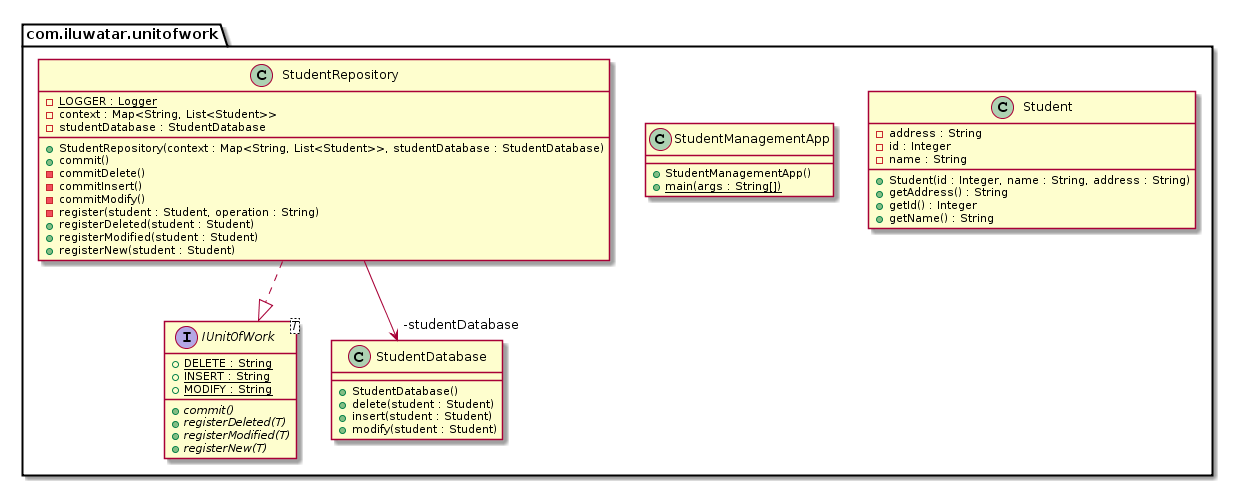 com.iluwatar.unitofwork
C StudentRepository
LOGGER : Logger
context : Map<String, List<Student>>
studentDatabase : StudentDatabase
StudentRepository(context : Map<String, List<Student>>, studentDatabase : StudentDatabase)
commit()
commitDelete()
commitInsert()
commitModify()
register(student : Student, operation : String)
registerDeleted(student : Student)
registerModified(student : Student)
registerNew(student : Student)
C StudentManagementApp
StudentManagementApp()
main(args : String[])
C Student
address : String
id : Integer
name : String
Student(id : Integer, name : String, address : String)
getAddress() : String
getId() : Integer
getName() : String
-studentDatabase
I IUnitOfWork
T
DELETE : String
INSERT : String
MODIFY : String
commit()
registerDeleted(T)
registerModified(T)
registerNew(T)
C StudentDatabase
StudentDatabase()
delete(student : Student)
insert(student : Student)
modify(student : Student)